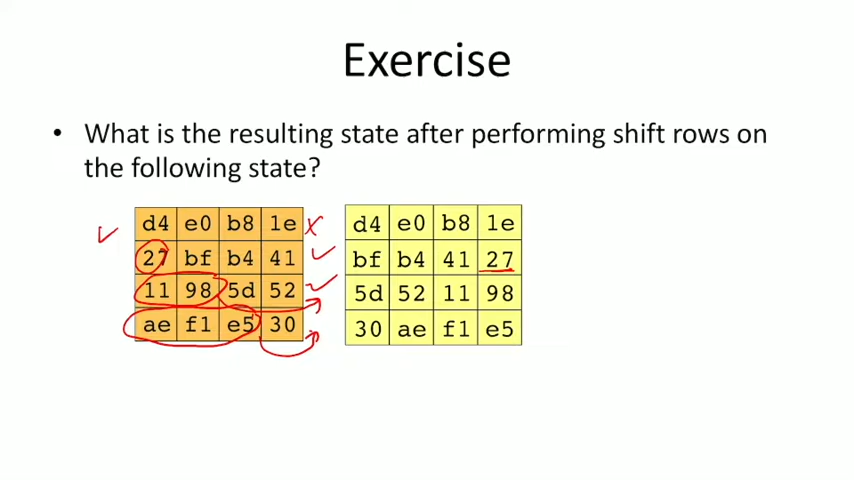 Exercise
• What is the resulting state after performing shift rows on
the following state?
d4 e0 b8 1e
27 bf b4 41
11 98 5d 52
ae f1 e5 30
d4 e0 b8 1e
bf b4 41 27
5d 52 11 98
30 ae f1 e5